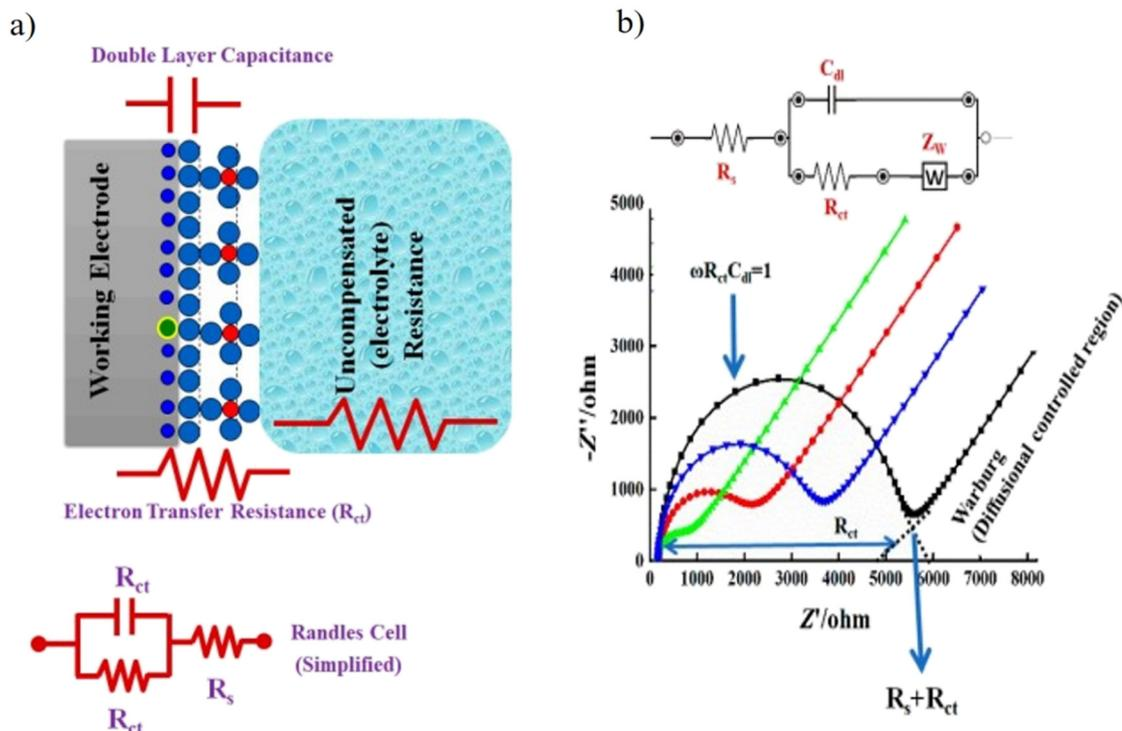 a)
Double Layer Capacitance
Working Electrode
Uncompensated
(electrolyte)
Resistance
Electron Transfer Resistance (Rct)
Rct
Rct
Rs
Randles Cell
(Simplified)
b)
Cdl
Rs
Rct
ZW
W
-Z''/ohm
5000
4000
3000
2000
1000
0
ωRctCdl=1
Rct
Warburg
(Diffusional controlled region)
0 1000 2000 3000 4000 5000 6000 7000 8000
Z'/ohm
Rs+Rct